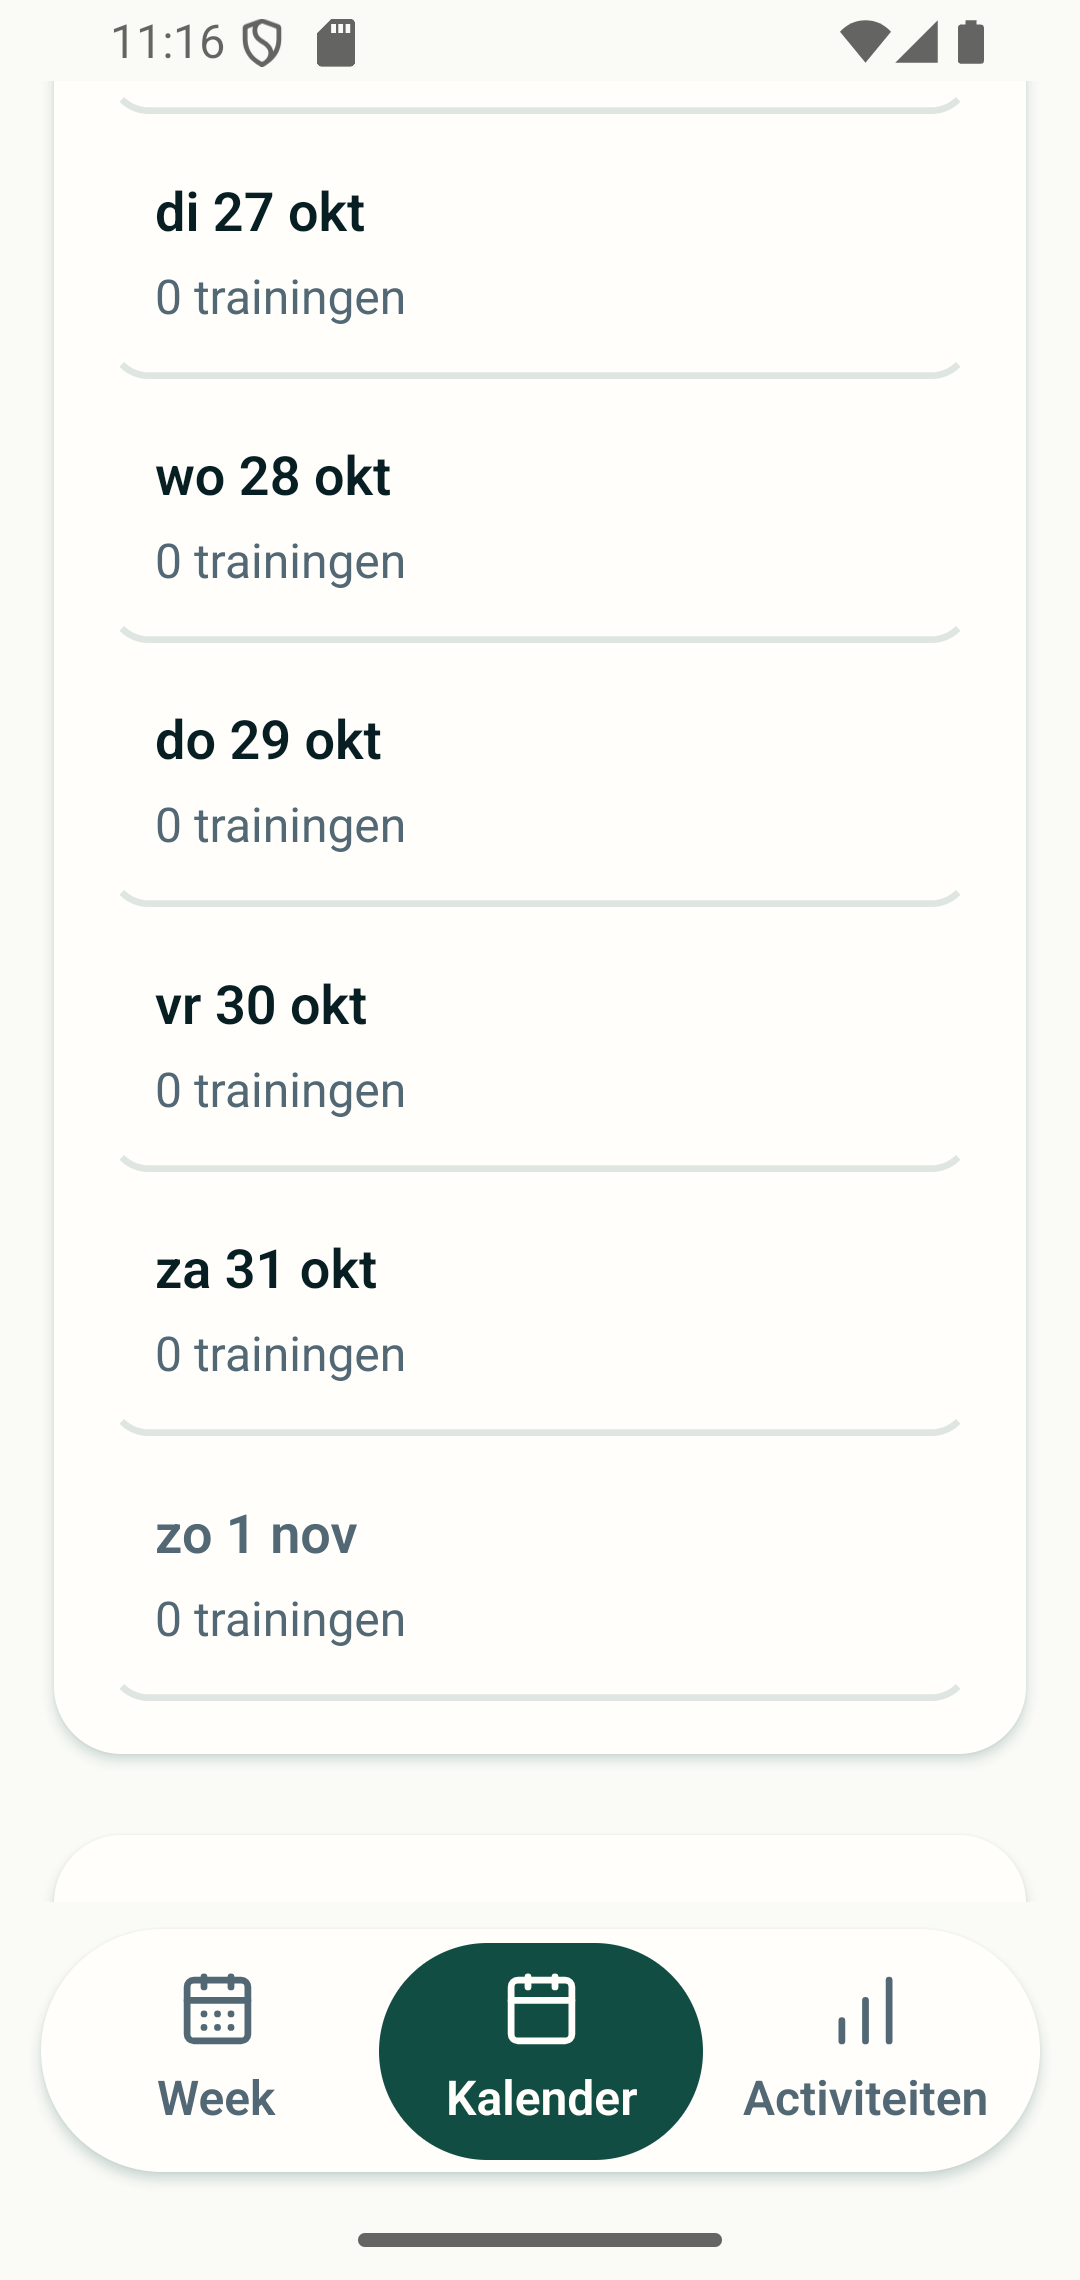 11:16
di 27 okt
0 trainingen
wo 28 okt
0 trainingen
do 29 okt
0 trainingen
vr 30 okt
0 trainingen
za 31 okt
0 trainingen
zo 1 nov
0 trainingen
Week
Kalender
Activiteiten